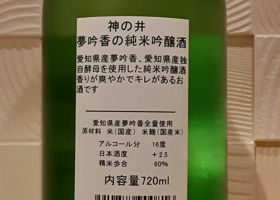 神の井
夢吟香の純米吟醸酒
愛知県産夢吟香、愛知県産独
自酵母を使用した純米吟醸酒
香りが爽やかでキレがあるお
酒です
愛知県産夢吟香全量使用
原材料 米(国産) 米麹(国産米)
アルコール分 16度
日本酒度 +2.5
精米歩合 60%
内容量720ml